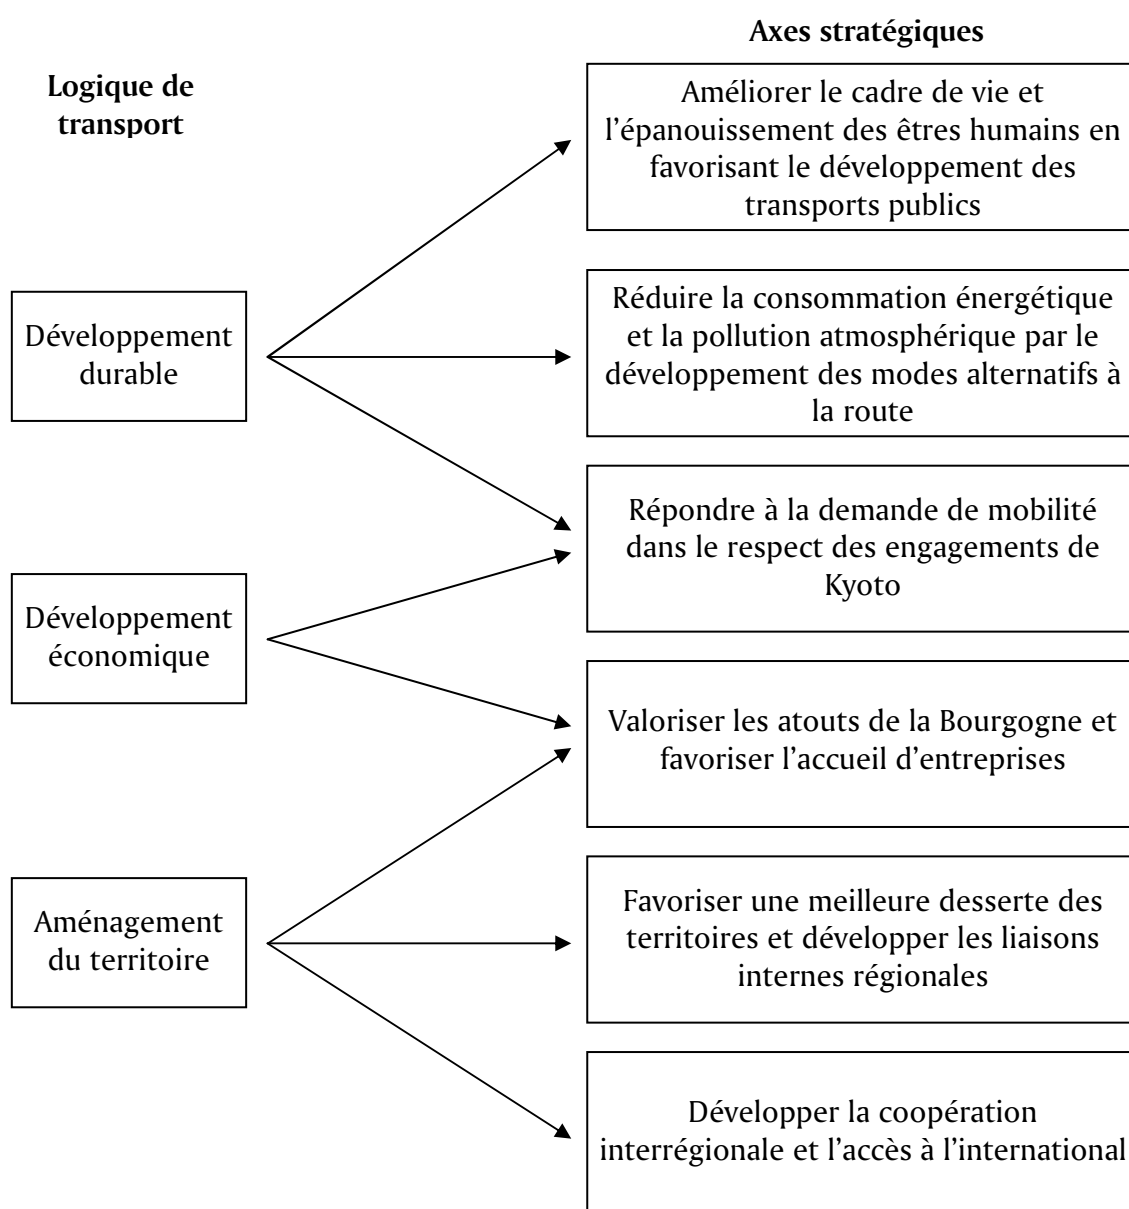 Axes stratégiques
Logique de
transport
Améliorer le cadre de vie et
l'épanouissement des êtres humains en
favorisant le développement des
transports publics
Développement
durable
Réduire la consommation énergétique
et la pollution atmosphérique par le
développement des modes alternatifs à
la route
Répondre à la demande de mobilité
dans le respect des engagements de
Kyoto
Développement
économique
Valoriser les atouts de la Bourgogne et
favoriser l'accueil d'entreprises
Aménagement
du territoire
Favoriser une meilleure desserte des
territoires et développer les liaisons
internes régionales
Développer la coopération
interrégionale et l'accès à l'international